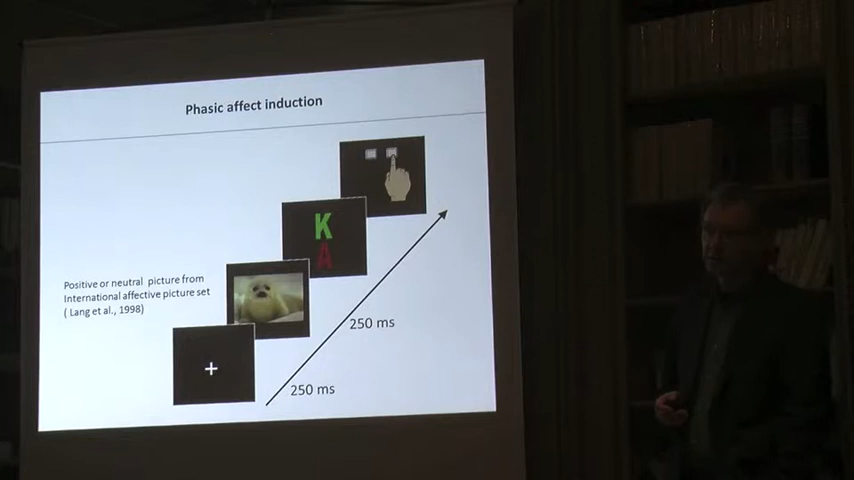 Phasic affect induction
K
A
Positive or neutral picture from
International affective picture set
( Lang et al., 1998)
250 ms
+
250 ms